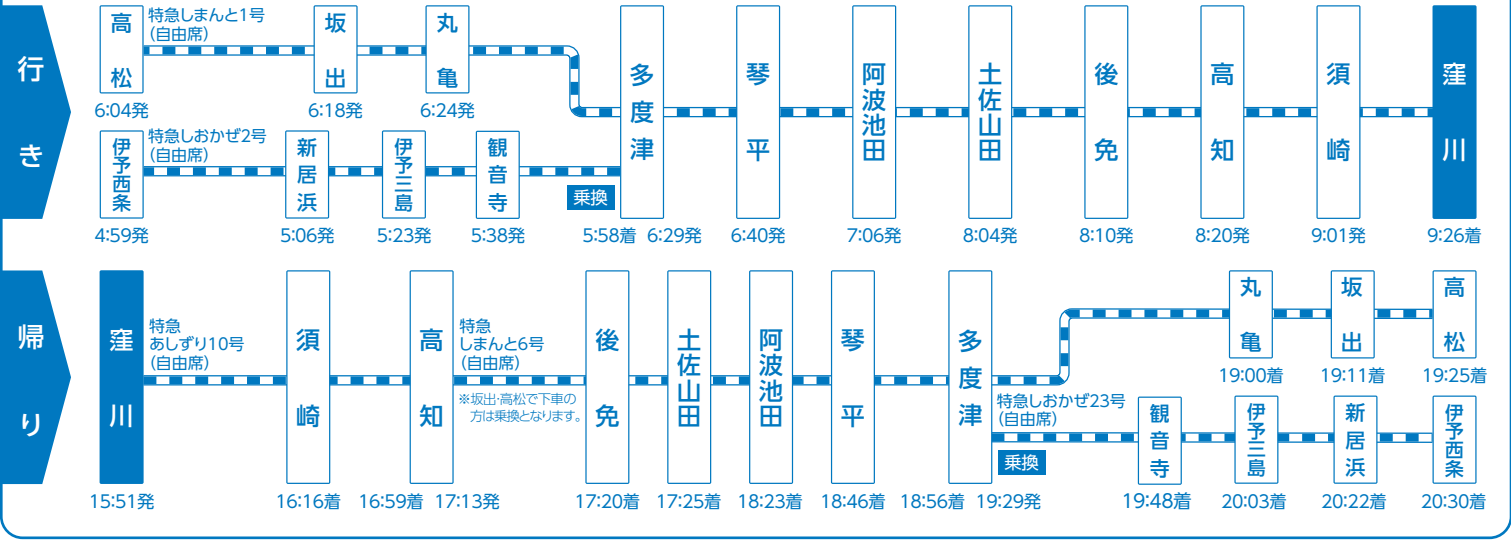 行き
高松
特急しまんと1号
(自由席)
坂出
丸亀
6:04発
6:18発
6:24発
伊予西条
特急しおかぜ2号
(自由席)
新居浜
伊予三島
観音寺
乗換
多度津
琴平
阿波池田
土佐山田
後免
高知
須崎
窪川
4:59発
5:06発
5:23発
5:38発
5:58着
6:29発
6:40発
7:06発
8:04発
8:10発
8:20発
9:01発
9:26着
帰り
窪川
特急
あしずり10号
(自由席)
須崎
高知
特急
しまんと6号
(自由席)
※坂出・高松で下車の
方は乗換となります。
後免
土佐山田
阿波池田
琴平
多度津
丸亀
坂出
高松
19:00着
19:11着
19:25着
特急しおかぜ23号
(自由席)
乗換
観音寺
伊予三島
新居浜
伊予西条
15:51発
16:16着
16:59着
17:13発
17:20着
17:25着
18:23着
18:46着
18:56着
19:29発
19:48着
20:03着
20:22着
20:30着